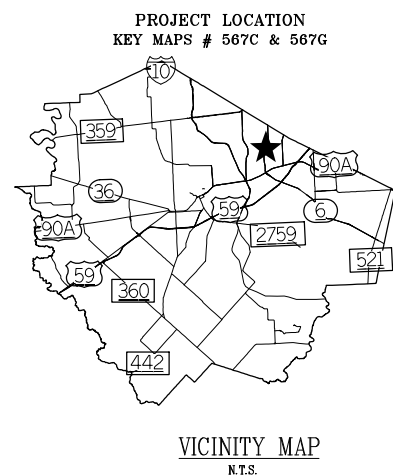 PROJECT LOCATION
KEY MAPS # 567C & 567G
10
359
90A
36
59
6
90A
2759
521
59
360
442
VICINITY MAP
N.T.S.